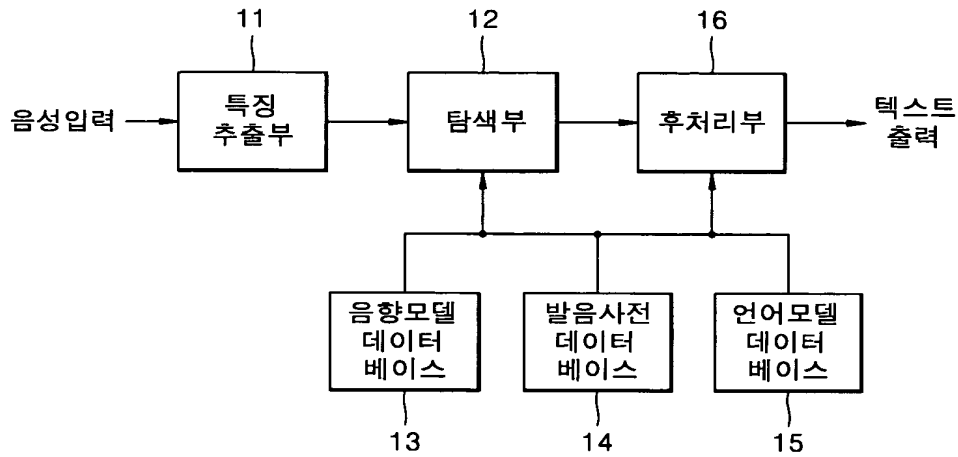 11
12
16
음성입력
특징
추출부
탐색부
후처리부
텍스트
출력
음향모델
데이터
베이스
발음사전
데이터
베이스
언어모델
데이터
베이스
13
14
15